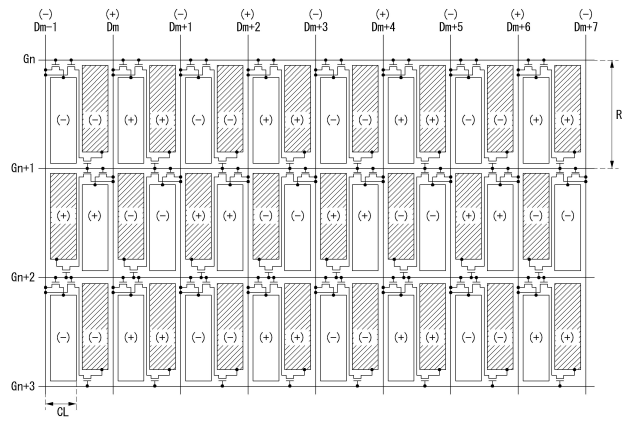 (-) (+) (-) (+) (-) (+) (-) (+) (-)
Dm-1 Dm Dm+1 Dm+2 Dm+3 Dm+4 Dm+5 Dm+6 Dm+7
Gn
(-) (-) (+) (+) (-) (-) (+) (+) (-) (-) (+) (+) (-) (-) (+) (+)
R
Gn+1
(+) (+) (-) (-) (+) (+) (-) (-) (+) (+) (-) (-) (+) (+) (-) (-)
Gn+2
(-) (-) (+) (+) (-) (-) (+) (+) (-) (-) (+) (+) (-) (-) (+) (+)
Gn+3
CL